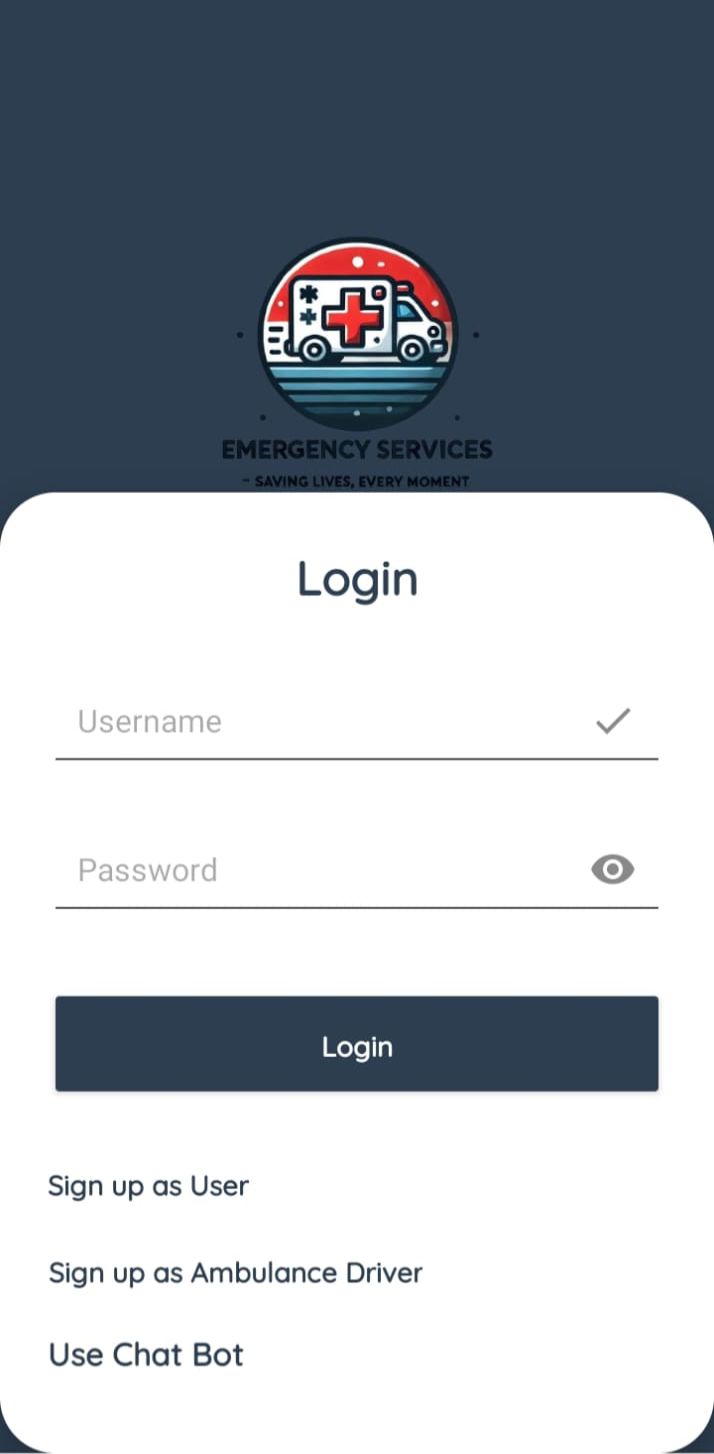 EMERGENCY SERVICES
- SAVING LIVES, EVERY MOMENT
Login
Username
Password
Login
Sign up as User
Sign up as Ambulance Driver
Use Chat Bot